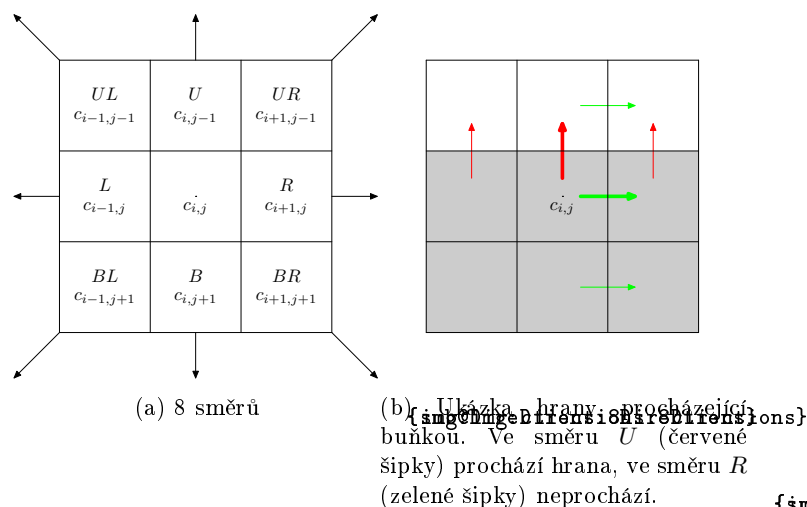 UL U UR
c_{i−1,j−1} c_{i,j−1} c_{i+1,j−1}
L . R
c_{i−1,j} c_{i,j} c_{i+1,j}
BL B BR
c_{i−1,j+1} c_{i,j+1} c_{i+1,j+1}
(a) 8 směrů
.
c_{i,j}
(b) Ukázka hrany procházející
buňkou. Ve směru U (červené
šipky) prochází hrana, ve směru R
(zelené šipky) neprochází.